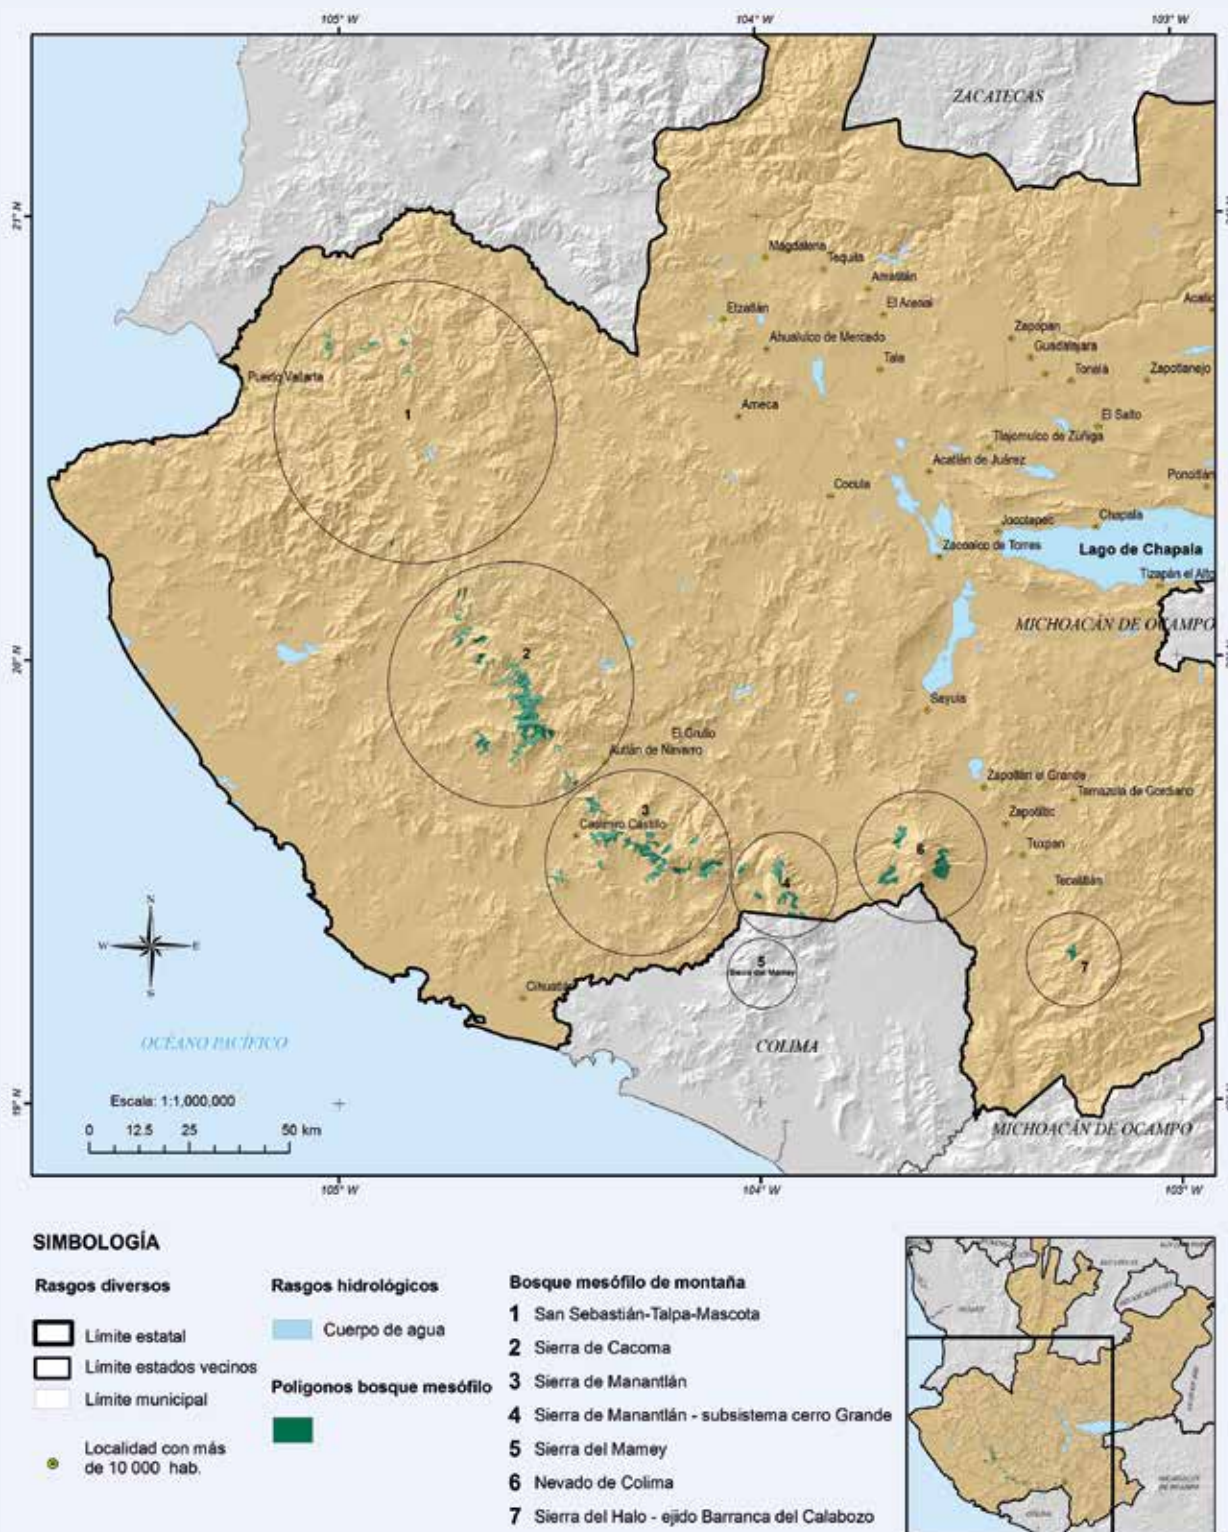 105° W
104° W
103° W
ZACATECAS
21° N
Magdalena
Tequila
Amatitán
El Arenal
Etzatlán
Ahualulco de Mercado
Tala
Zapopan
Guadalajara
Tonalá
Zapotlanejo
Puerto Vallarta
1
Ameca
El Salto
Tlajomulco de Zúñiga
Acatlán de Juárez
Cocula
Jocotepec
Chapala
Zacoalco de Torres
Lago de Chapala
Tizapán el Alto
MICHOACÁN DE OCAMPO
20° N
2
Sayula
El Grullo
Autlán de Navarro
Zapotlán el Grande
Tamazula de Gordiano
3
Casimiro Castillo
Zapotiltic
6
Tuxpan
4
Tecalitlán
N
W
E
S
5
Sierra del Mamey
7
Cihuatlán
OCÉANO PACÍFICO
COLIMA
19° N
Escala: 1:1,000,000
0 12.5 25 50 km
MICHOACÁN DE OCAMPO
105° W
104° W
103° W
SIMBOLOGÍA
Rasgos diversos
Límite estatal
Límite estados vecinos
Límite municipal
Localidad con más
de 10 000 hab.
Rasgos hidrológicos
Cuerpo de agua
Poligonos bosque mesófilo
Bosque mesófilo de montaña
1 San Sebastián-Talpa-Mascota
2 Sierra de Cacoma
3 Sierra de Manantlán
4 Sierra de Manantlán - subsistema cerro Grande
5 Sierra del Mamey
6 Nevado de Colima
7 Sierra del Halo - ejido Barranca del Calabozo